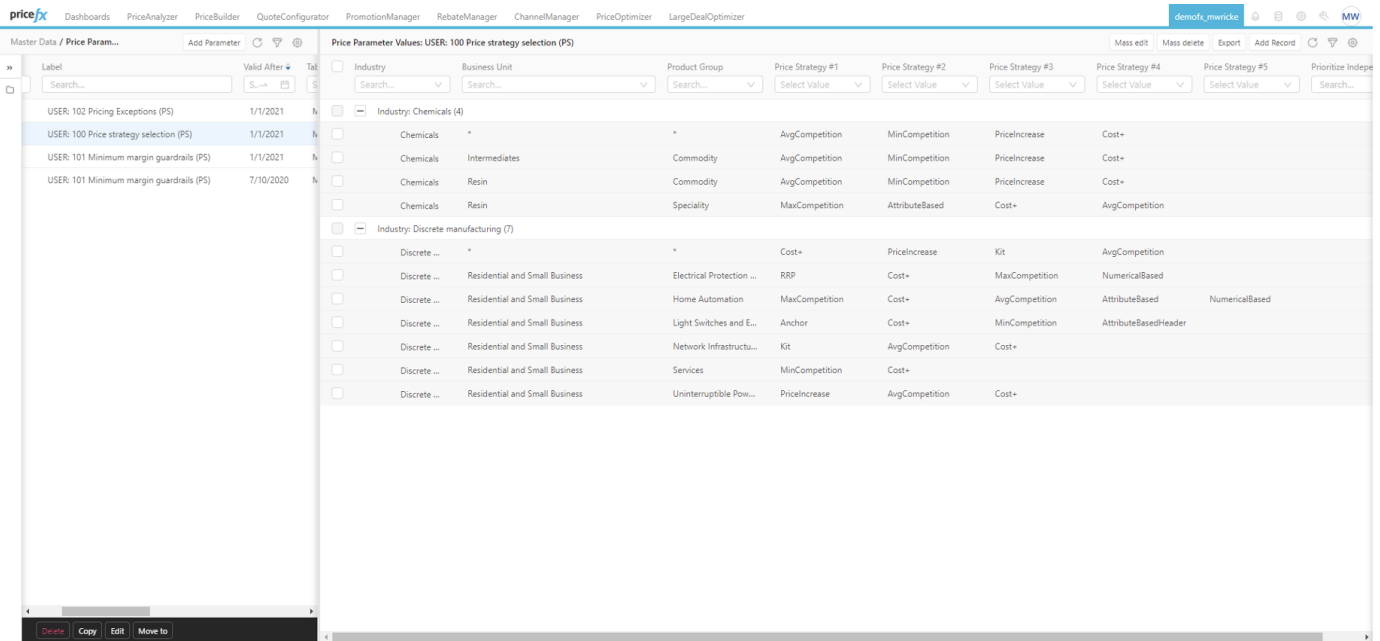 pricefx Dashboards PriceAnalyzer PriceBuilder QuoteConfigurator PromotionManager RebateManager ChannelManager PriceOptimizer LargeDealOptimizer demofx_mwricke MW
Master Data / Price Param... Add Parameter
Price Parameter Values: USER: 100 Price strategy selection (PS) Mass edit Mass delete Export Add Record
Label Valid After
Search... S..→
USER: 102 Pricing Exceptions (PS) 1/1/2021
USER: 100 Price strategy selection (PS) 1/1/2021
USER: 101 Minimum margin guardrails (PS) 1/1/2021
USER: 101 Minimum margin guardrails (PS) 7/10/2020
Delete Copy Edit Move to
Industry Business Unit Product Group Price Strategy #1 Price Strategy #2 Price Strategy #3 Price Strategy #4 Price Strategy #5 Prioritize Indepe
Search... Search... Search... Select Value Select Value Select Value Select Value Select Value Search...
Industry: Chemicals (4)
Chemicals * * AvgCompetition MinCompetition PriceIncrease Cost+
Chemicals Intermediates Commodity AvgCompetition MinCompetition PriceIncrease Cost+
Chemicals Resin Commodity AvgCompetition MinCompetition PriceIncrease Cost+
Chemicals Resin Speciality MaxCompetition AttributeBased Cost+ AvgCompetition
Industry: Discrete manufacturing (7)
Discrete ... * * Cost+ PriceIncrease Kit AvgCompetition
Discrete ... Residential and Small Business Electrical Protection ... RRP Cost+ MaxCompetition NumericalBased
Discrete ... Residential and Small Business Home Automation MaxCompetition Cost+ AvgCompetition AttributeBased NumericalBased
Discrete ... Residential and Small Business Light Switches and E... Anchor Cost+ MinCompetition AttributeBasedHeader
Discrete ... Residential and Small Business Network Infrastructu... Kit AvgCompetition Cost+
Discrete ... Residential and Small Business Services MinCompetition Cost+
Discrete ... Residential and Small Business Uninterruptible Pow... PriceIncrease AvgCompetition Cost+